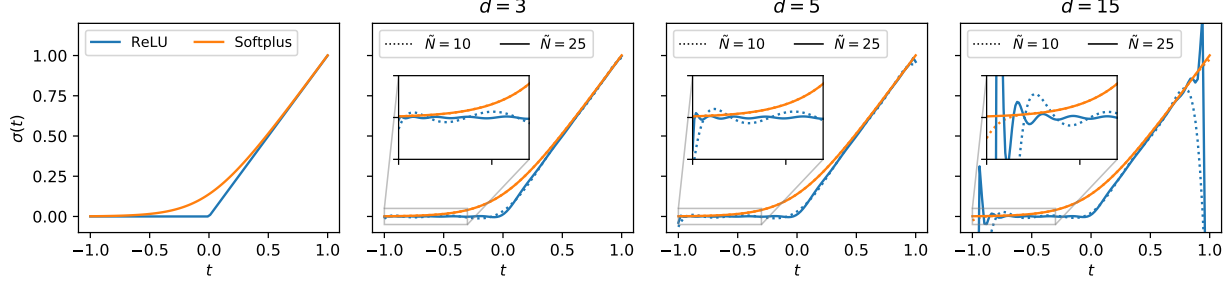 d = 3
d = 5
d = 15
ReLU Softplus
Ñ = 10 Ñ = 25
Ñ = 10 Ñ = 25
Ñ = 10 Ñ = 25
σ(t)
1.00
0.75
0.50
0.25
0.00
−1.0 −0.5 0.0 0.5 1.0
−1.0 −0.5 0.0 0.5 1.0
−1.0 −0.5 0.0 0.5 1.0
−1.0 −0.5 0.0 0.5 1.0
t
t
t
t